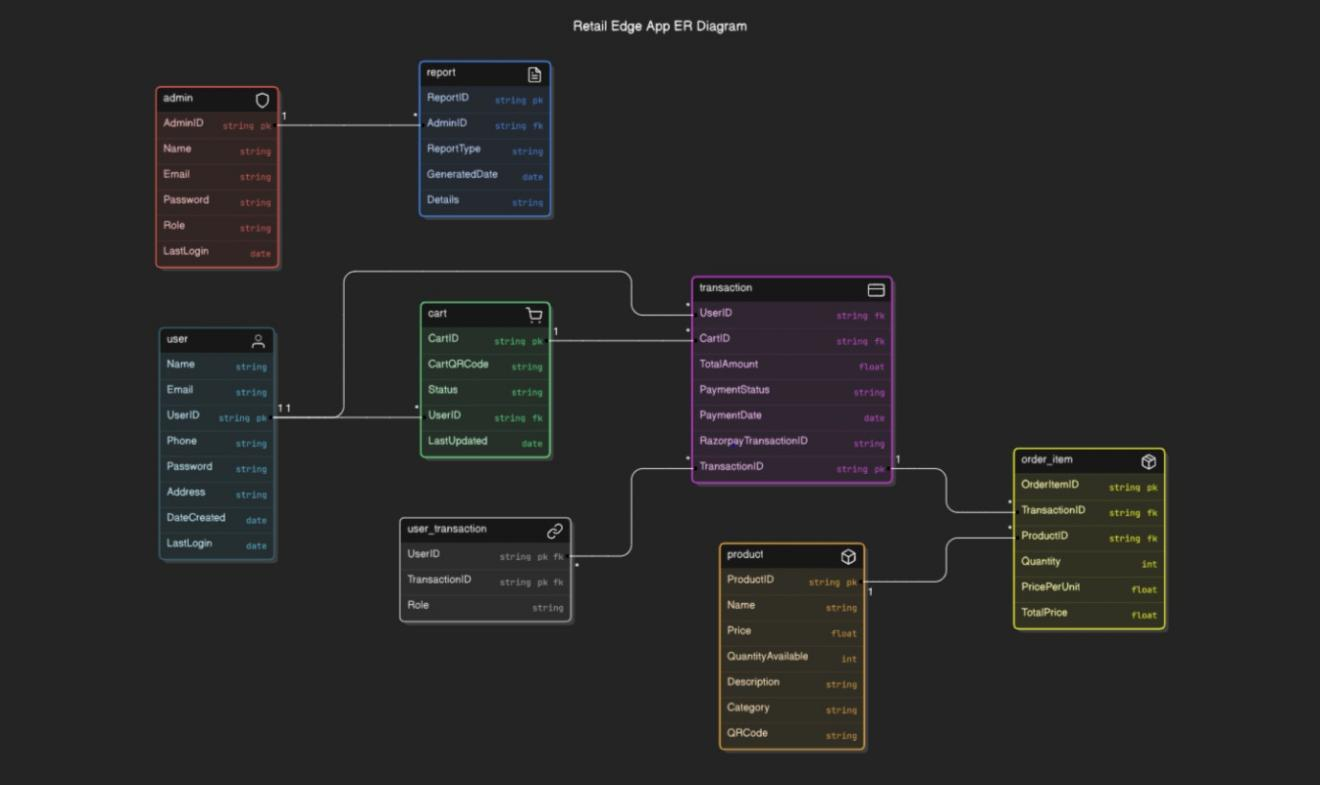 Retail Edge App ER Diagram
report
ReportID string pk
AdminID string fk
ReportType string
GeneratedDate date
Details string
admin
AdminID string pk
Name string
Email string
Password string
Role string
LastLogin date
1
*
transaction
UserID string fk
CartID string fk
TotalAmount float
PaymentStatus string
PaymentDate date
RazorpayTransactionID string
TransactionID string pk
*
*
*
1
cart
CartID string pk
CartQRCode string
Status string
UserID string fk
LastUpdated date
1
*
user
Name string
Email string
UserID string pk
Phone string
Password string
Address string
DateCreated date
LastLogin date
1 1
order_item
OrderItemID string pk
TransactionID string fk
ProductID string fk
Quantity int
PricePerUnit float
TotalPrice float
*
*
user_transaction
UserID string pk fk
TransactionID string pk fk
Role string
*
product
ProductID string pk
Name string
Price float
QuantityAvailable int
Description string
Category string
QRCode string
1